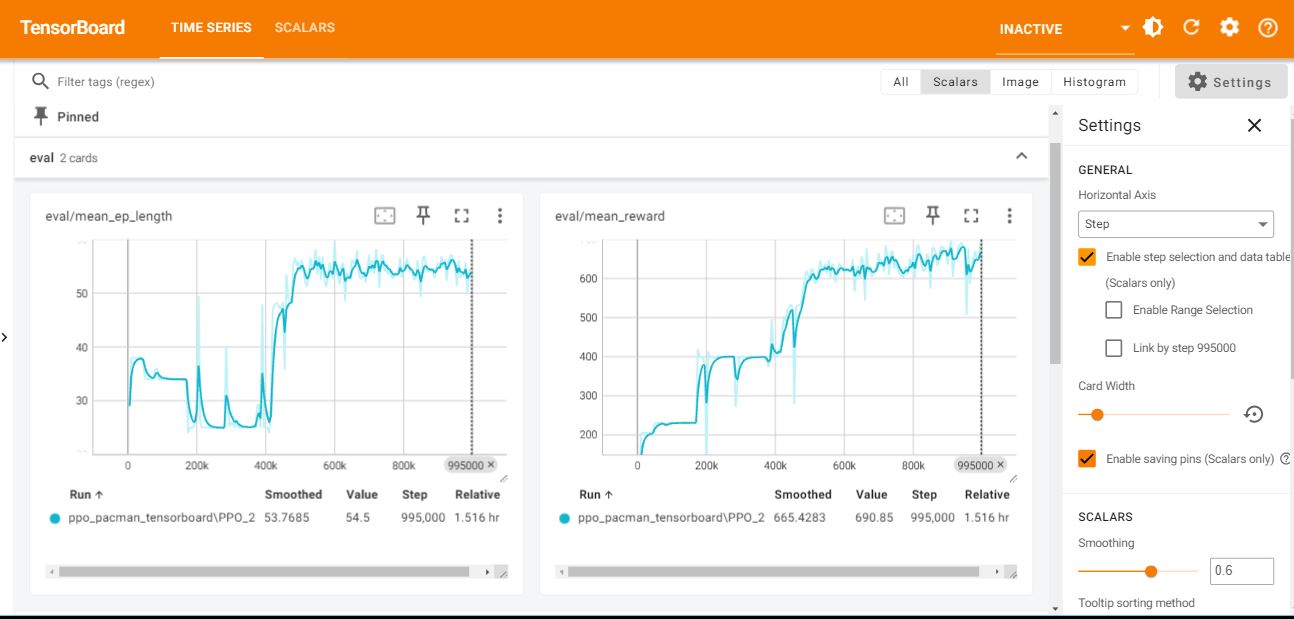 TensorBoard TIME SERIES SCALARS INACTIVE
Filter tags (regex) All Scalars Image Histogram Settings
Pinned
eval 2 cards
eval/mean_ep_length
50
40
30
0 200k 400k 600k 800k 995000 ✕
Run ↑ Smoothed Value Step Relative
ppo_pacman_tensorboard\PPO_2 53.7685 54.5 995,000 1.516 hr
eval/mean_reward
600
500
400
300
200
0 200k 400k 600k 800k 995000 ✕
Run ↑ Smoothed Value Step Relative
ppo_pacman_tensorboard\PPO_2 665.4283 690.85 995,000 1.516 hr
Settings
GENERAL
Horizontal Axis
Step
Enable step selection and data table
(Scalars only)
Enable Range Selection
Link by step 995000
Card Width
Enable saving pins (Scalars only)
SCALARS
Smoothing
0.6
Tooltip sorting method